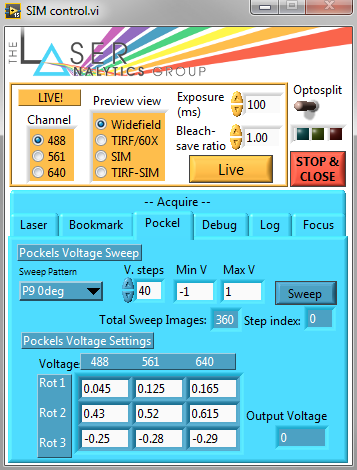 SIM control.vi
THE LASER
ANALYTICS GROUP
LIVE!
Channel
488
561
640
Preview view
Widefield
TIRF/60X
SIM
TIRF-SIM
Exposure
(ms)
100
Bleach-
save ratio
1.00
Live
Optosplit
STOP &
CLOSE
-- Acquire --
Laser Bookmark Pockel Debug Log Focus
Pockels Voltage Sweep
Sweep Pattern V. steps Min V Max V
P9 0deg 40 -1 1 Sweep
Total Sweep Images: 360 Step index: 0
Pockels Voltage Settings
Voltage 488 561 640
Rot 1 0.045 0.125 0.165
Rot 2 0.43 0.52 0.615
Output Voltage
Rot 3 -0.25 -0.28 -0.29
0